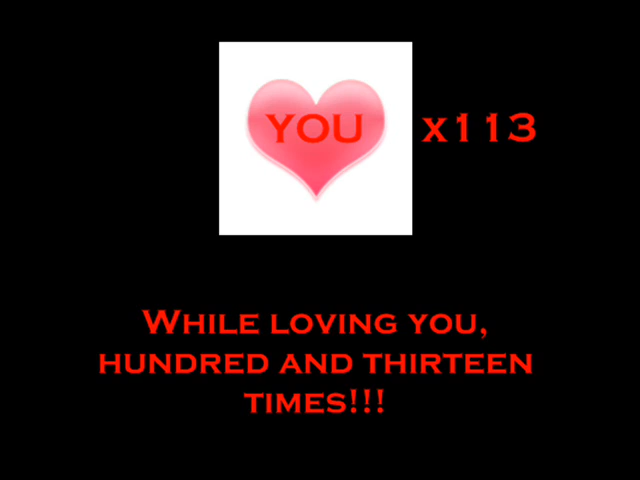 YOU
x113
While loving you,
hundred and thirteen
times!!!